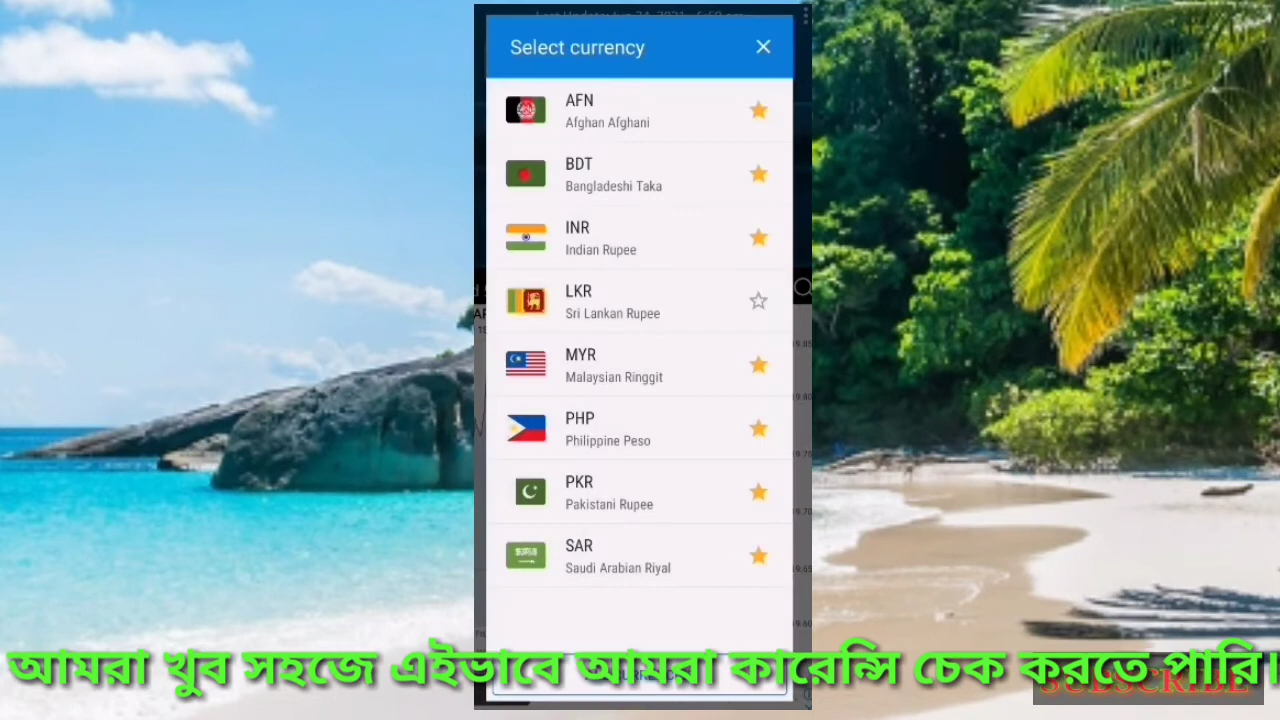 Select currency
AFN
Afghan Afghani
BDT
Bangladeshi Taka
INR
Indian Rupee
LKR
Sri Lankan Rupee
MYR
Malaysian Ringgit
PHP
Philippine Peso
PKR
Pakistani Rupee
SAR
Saudi Arabian Riyal
আমরা খুব সহজে এইভাবে আমরা কারেন্সি চেক করতে পারি।
SUBSCRIBE